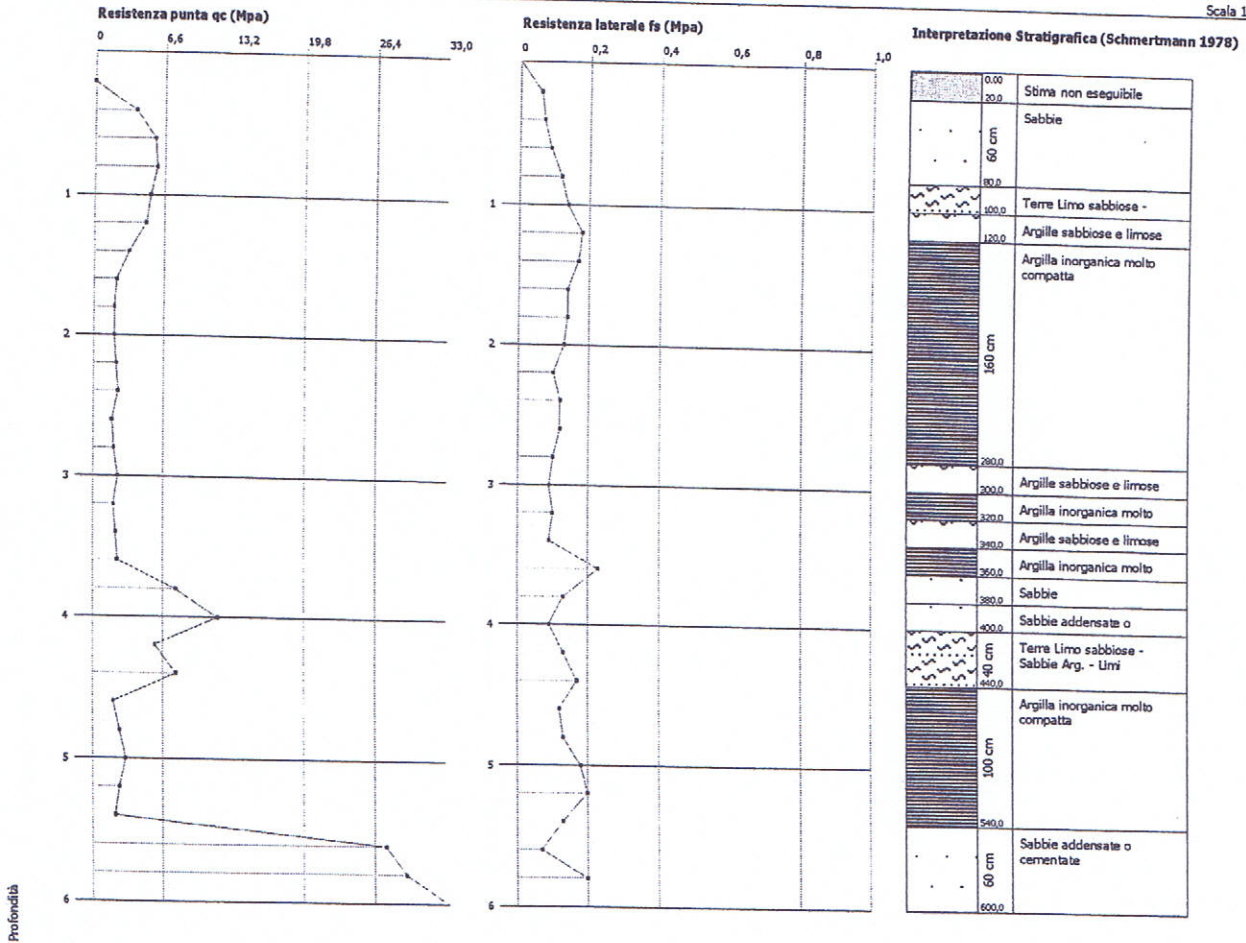 Scala 1
Resistenza punta qc (Mpa)
0 6,6 13,2 19,8 26,4 33,0
1
2
3
4
5
6
Profondità
Resistenza laterale fs (Mpa)
0 0,2 0,4 0,6 0,8 1,0
1
2
3
4
5
6
Interpretazione Stratigrafica (Schmertmann 1978)
0.00
Stima non eseguibile
20,0
60 cm
Sabbie
80,0
Terre Limo sabbiose -
100,0
Argille sabbiose e limose
120,0
160 cm
Argilla inorganica molto
compatta
280,0
Argille sabbiose e limose
300,0
Argilla inorganica molto
320,0
Argille sabbiose e limose
340,0
Argilla inorganica molto
360,0
Sabbie
380,0
Sabbie addensate o
400,0
40 cm
Terre Limo sabbiose -
Sabbie Arg. - Limi
440,0
100 cm
Argilla inorganica molto
compatta
540,0
60 cm
Sabbie addensate o
cementate
600,0